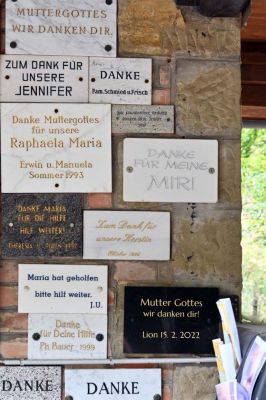 MUTTERGOTTES
WIR DANKEN DIR.
ZUM DANK FÜR
UNSERE
JENNIFER
DANKE
Danke Muttergottes
für unsere
Raphaela Maria
Erwin u. Manuela
Sommer 1993
DANKE
FÜR MEINE
MIRI
DANKE MARIA
FÜR DIE HILFE
HILF WEITER!
Zum Dank für
unsere Kerstin
Oktober
Maria hat geholfen
bitte hilf weiter.
J.U.
Mutter Gottes
wir danken dir!
Lion 15. 2. 2022
Danke
für Deine Hilfe
Ph. Bauer 1999
DANKE
DANKE